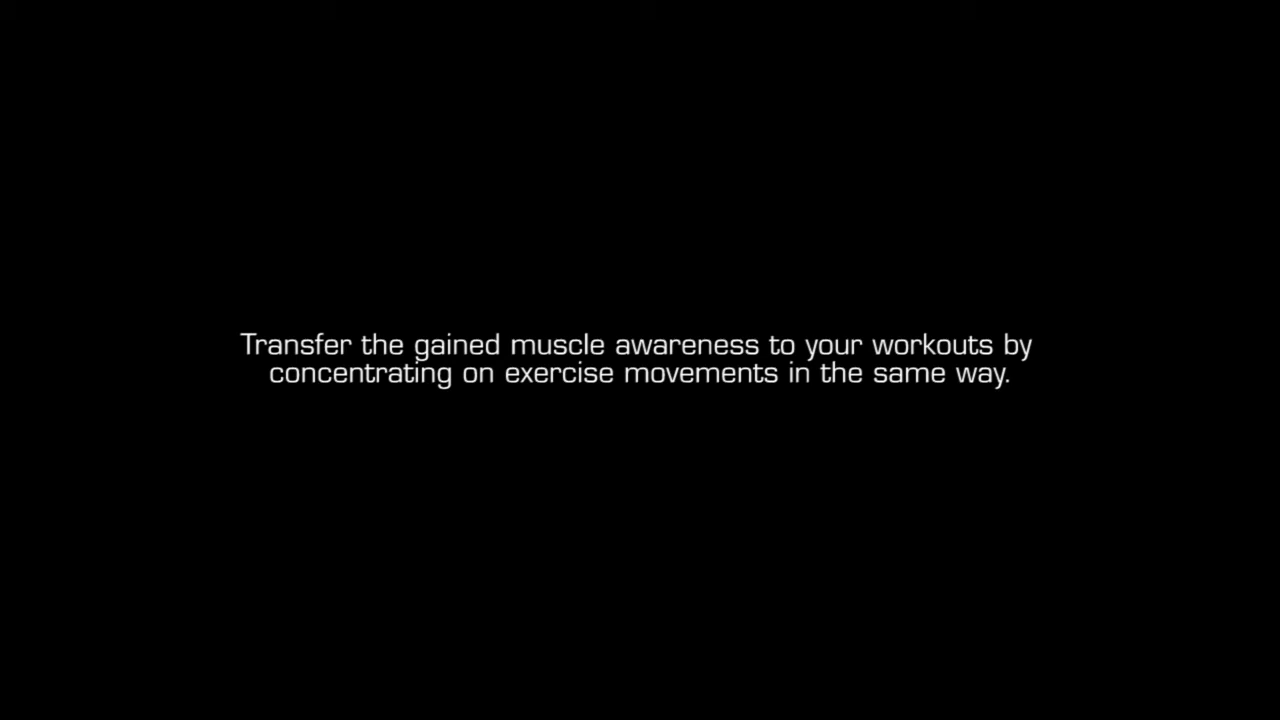 Transfer the gained muscle awareness to your workouts by
concentrating on exercise movements in the same way.